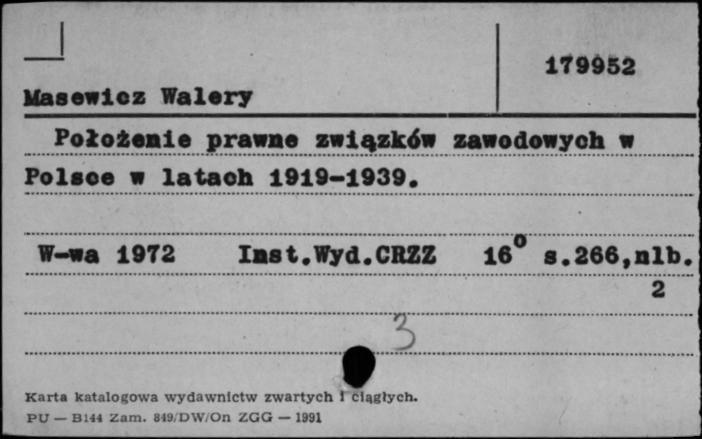 179952
Masewicz Walery
Położenie prawne związków zawodowych w
Polsce w latach 1919-1939.
W-wa 1972 Inst.Wyd.CRZZ 16° s.266,nlb.
2
3
Karta katalogowa wydawnictw zwartych i ciągłych.
PU — B144 Zam. 849/DW/On ZGG — 1991